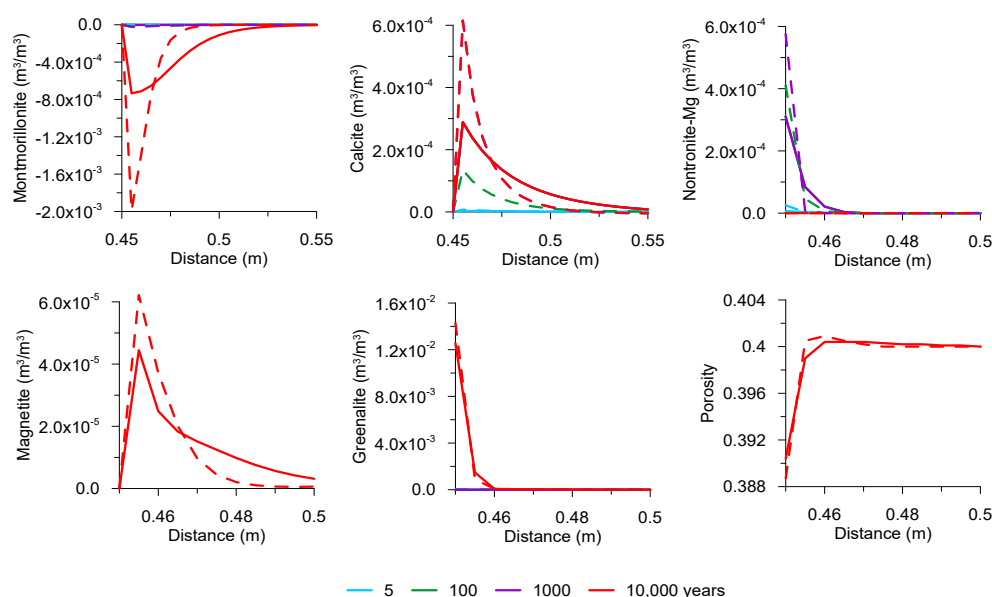 Montmorillonite (m³/m³)
0.0
-4.0x10⁻⁴
-8.0x10⁻⁴
-1.2x10⁻³
-1.6x10⁻³
-2.0x10⁻³
0.45 0.5 0.55
Distance (m)
Calcite (m³/m³)
6.0x10⁻⁴
4.0x10⁻⁴
2.0x10⁻⁴
0.0
0.45 0.5 0.55
Distance (m)
Nontronite-Mg (m³/m³)
6.0x10⁻⁴
4.0x10⁻⁴
2.0x10⁻⁴
0.0
0.46 0.48 0.5
Distance (m)
Magnetite (m³/m³)
6.0x10⁻⁵
4.0x10⁻⁵
2.0x10⁻⁵
0.0
0.46 0.48 0.5
Distance (m)
Greenalite (m³/m³)
1.6x10⁻²
1.2x10⁻²
8.0x10⁻³
4.0x10⁻³
0.0
0.46 0.48 0.5
Distance (m)
Porosity
0.404
0.4
0.396
0.392
0.388
0.46 0.48 0.5
Distance (m)
5 100 1000 10,000 years